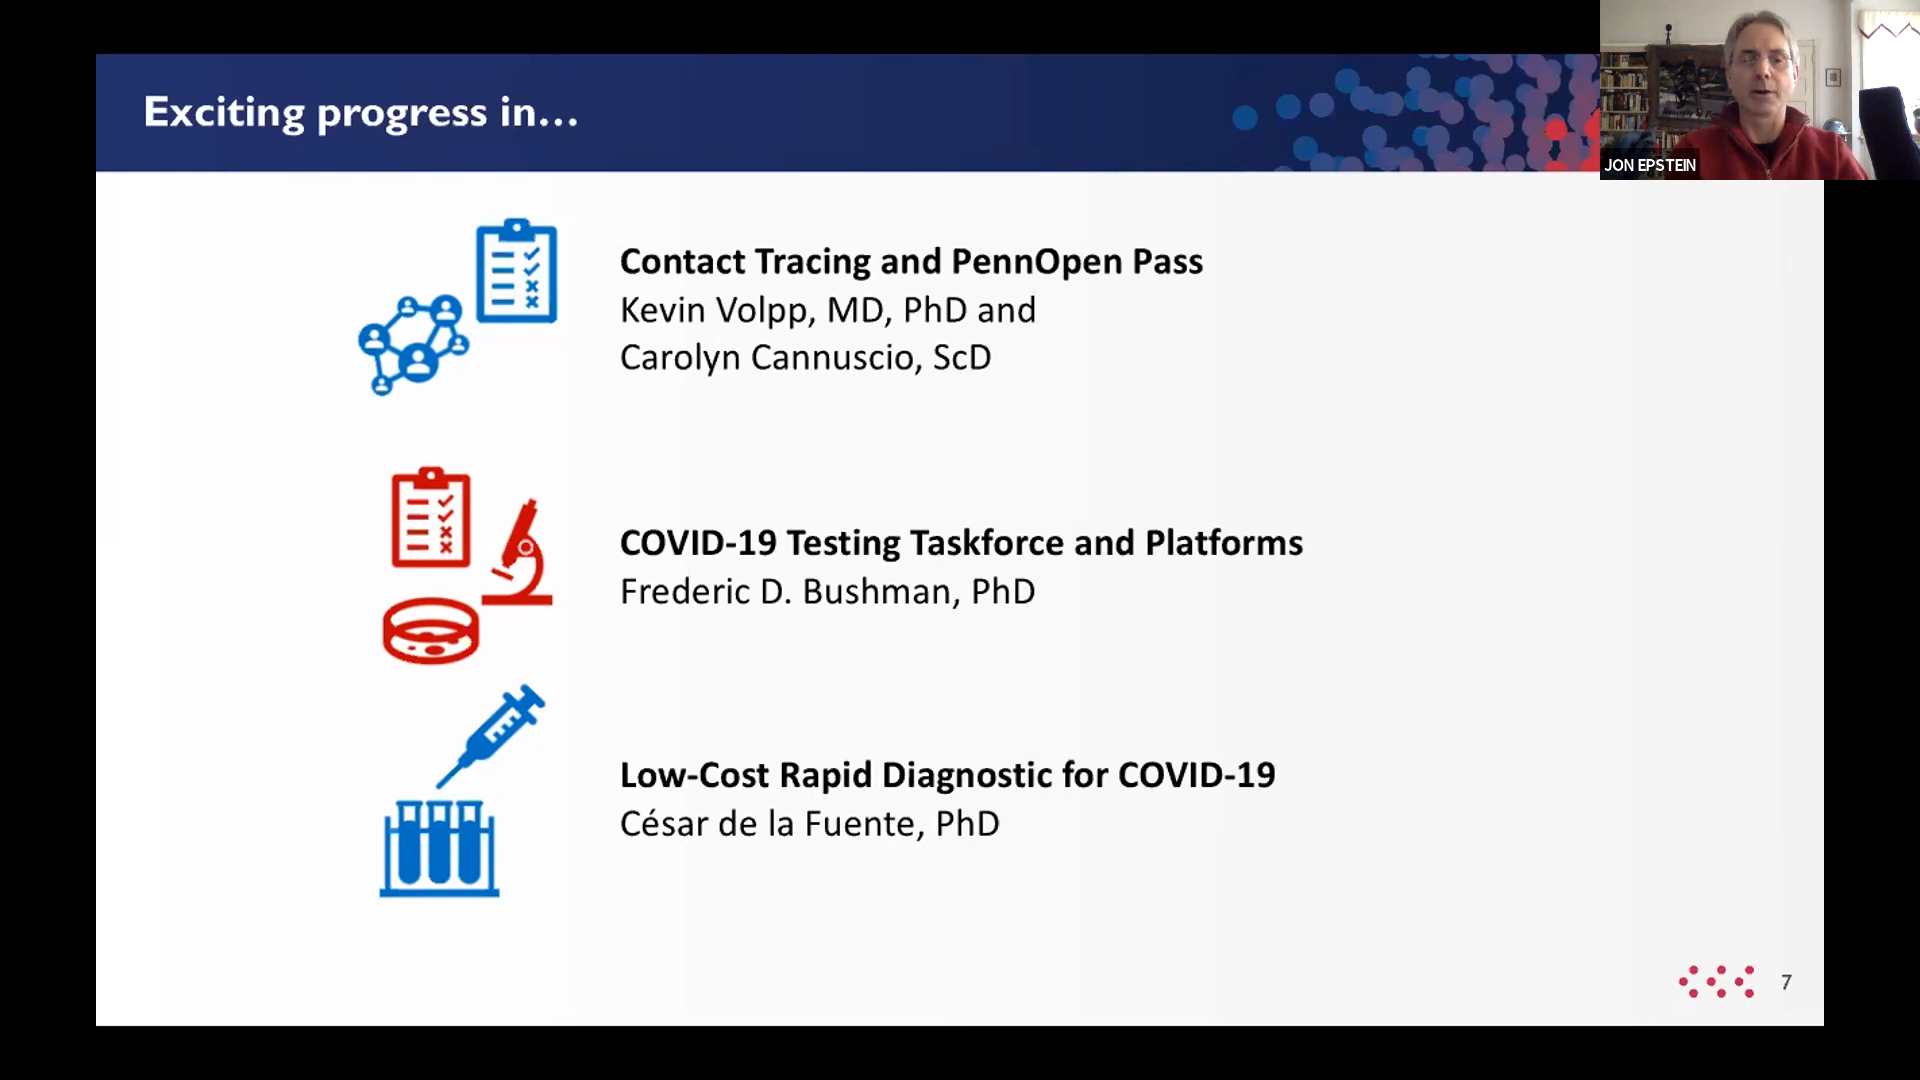 Exciting progress in...
JON EPSTEIN
Contact Tracing and PennOpen Pass
Kevin Volpp, MD, PhD and
Carolyn Cannuscio, ScD
COVID-19 Testing Taskforce and Platforms
Frederic D. Bushman, PhD
Low-Cost Rapid Diagnostic for COVID-19
César de la Fuente, PhD
7